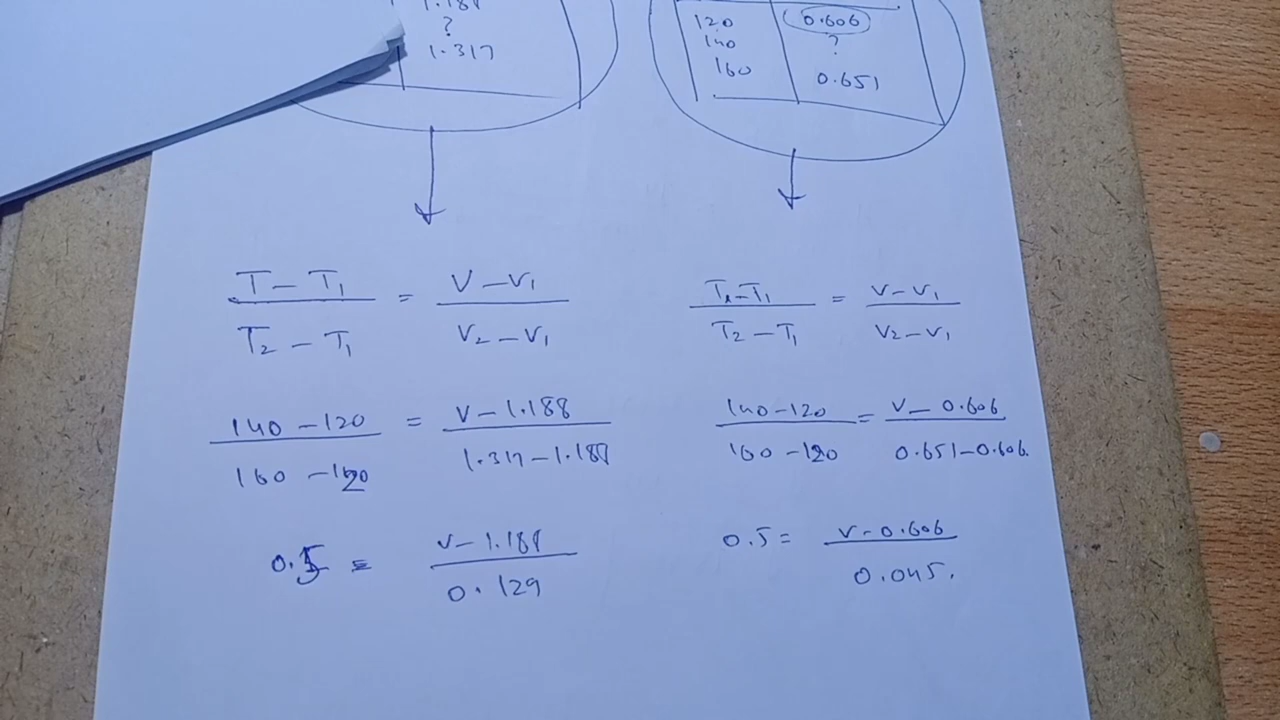 1.188
?
1.317
120 0.606
140 ?
160 0.651
T - T1 / T2 - T1 = V - V1 / V2 - V1
140 - 120 / 160 - 120 = V - 1.188 / 1.317 - 1.188
0.5 = V - 1.188 / 0.129
T - T1 / T2 - T1 = V - V1 / V2 - V1
140 - 120 / 160 - 120 = V - 0.606 / 0.651 - 0.606
0.5 = V - 0.606 / 0.045.